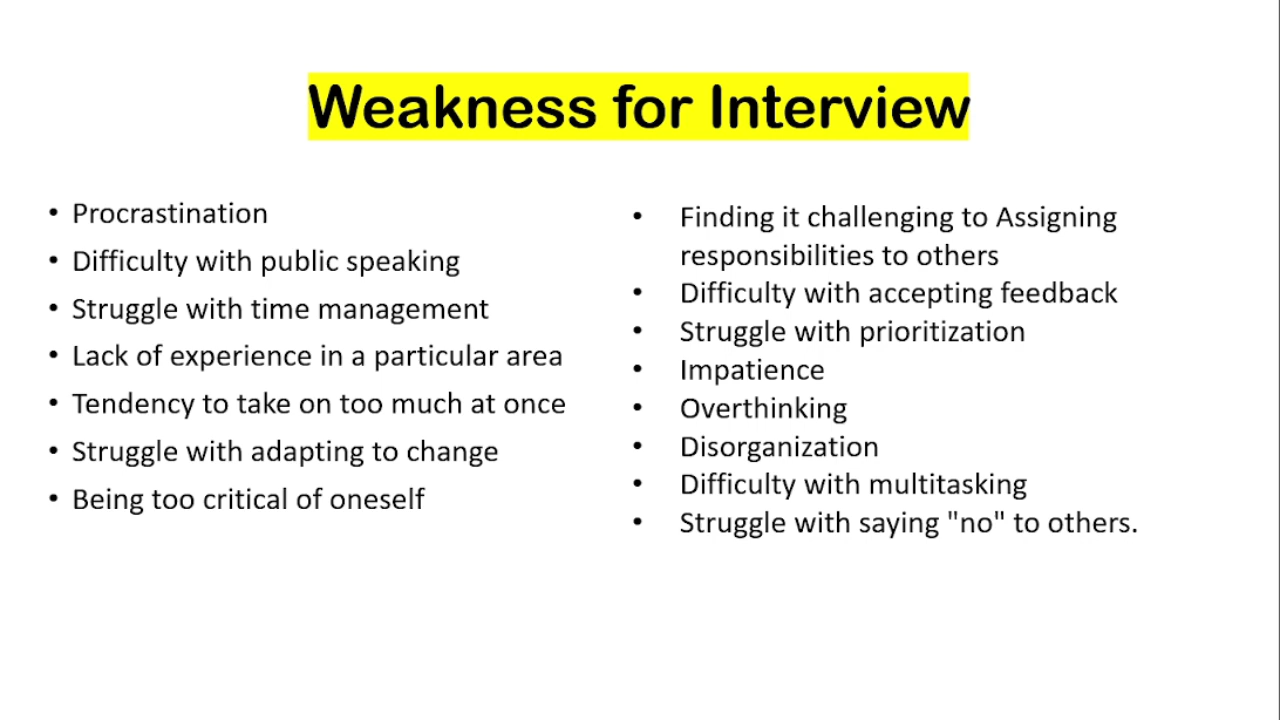 Weakness for Interview
• Procrastination
• Difficulty with public speaking
• Struggle with time management
• Lack of experience in a particular area
• Tendency to take on too much at once
• Struggle with adapting to change
• Being too critical of oneself
• Finding it challenging to Assigning
responsibilities to others
• Difficulty with accepting feedback
• Struggle with prioritization
• Impatience
• Overthinking
• Disorganization
• Difficulty with multitasking
• Struggle with saying "no" to others.